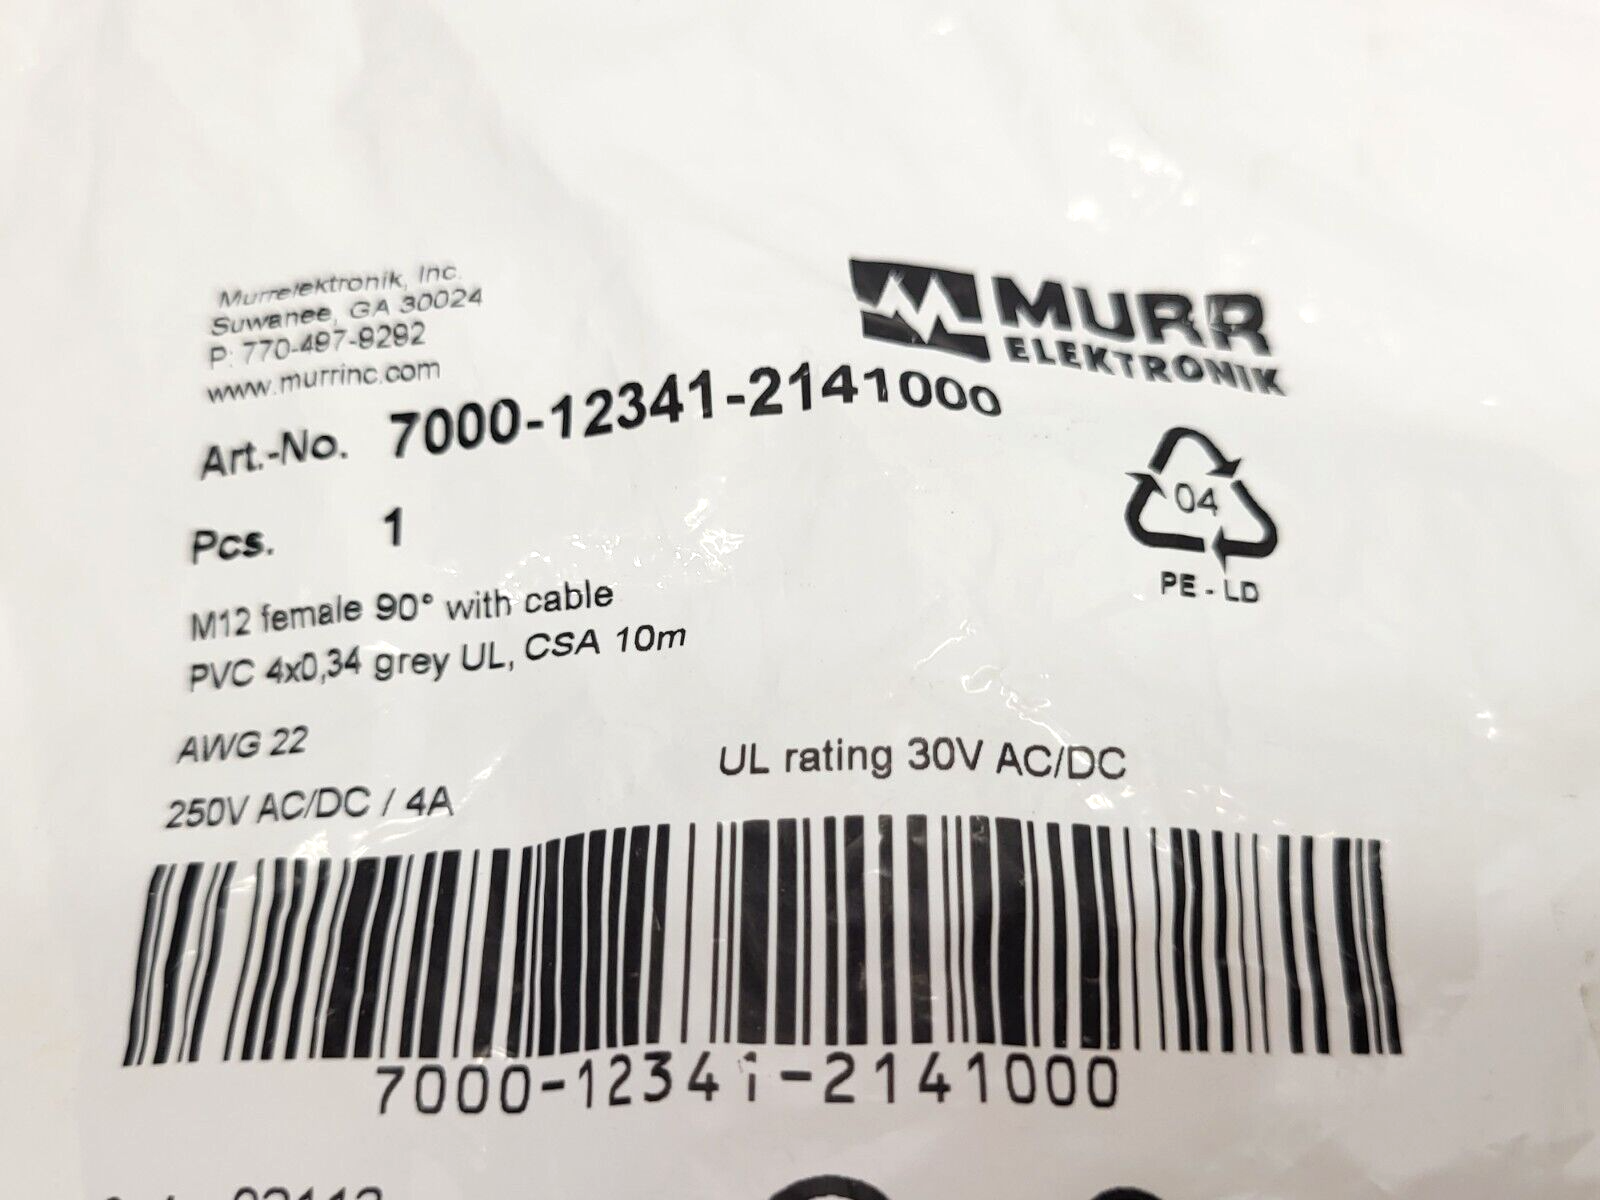 Murrelektronik, Inc.
Suwanee, GA 30024
P: 770-497-9292
www.murrinc.com
MURR
ELEKTRONIK
Art.-No. 7000-12341-2141000
Pcs. 1
04
PE - LD
M12 female 90° with cable
PVC 4x0,34 grey UL, CSA 10m
AWG 22
UL rating 30V AC/DC
250V AC/DC / 4A
7000-12341-2141000